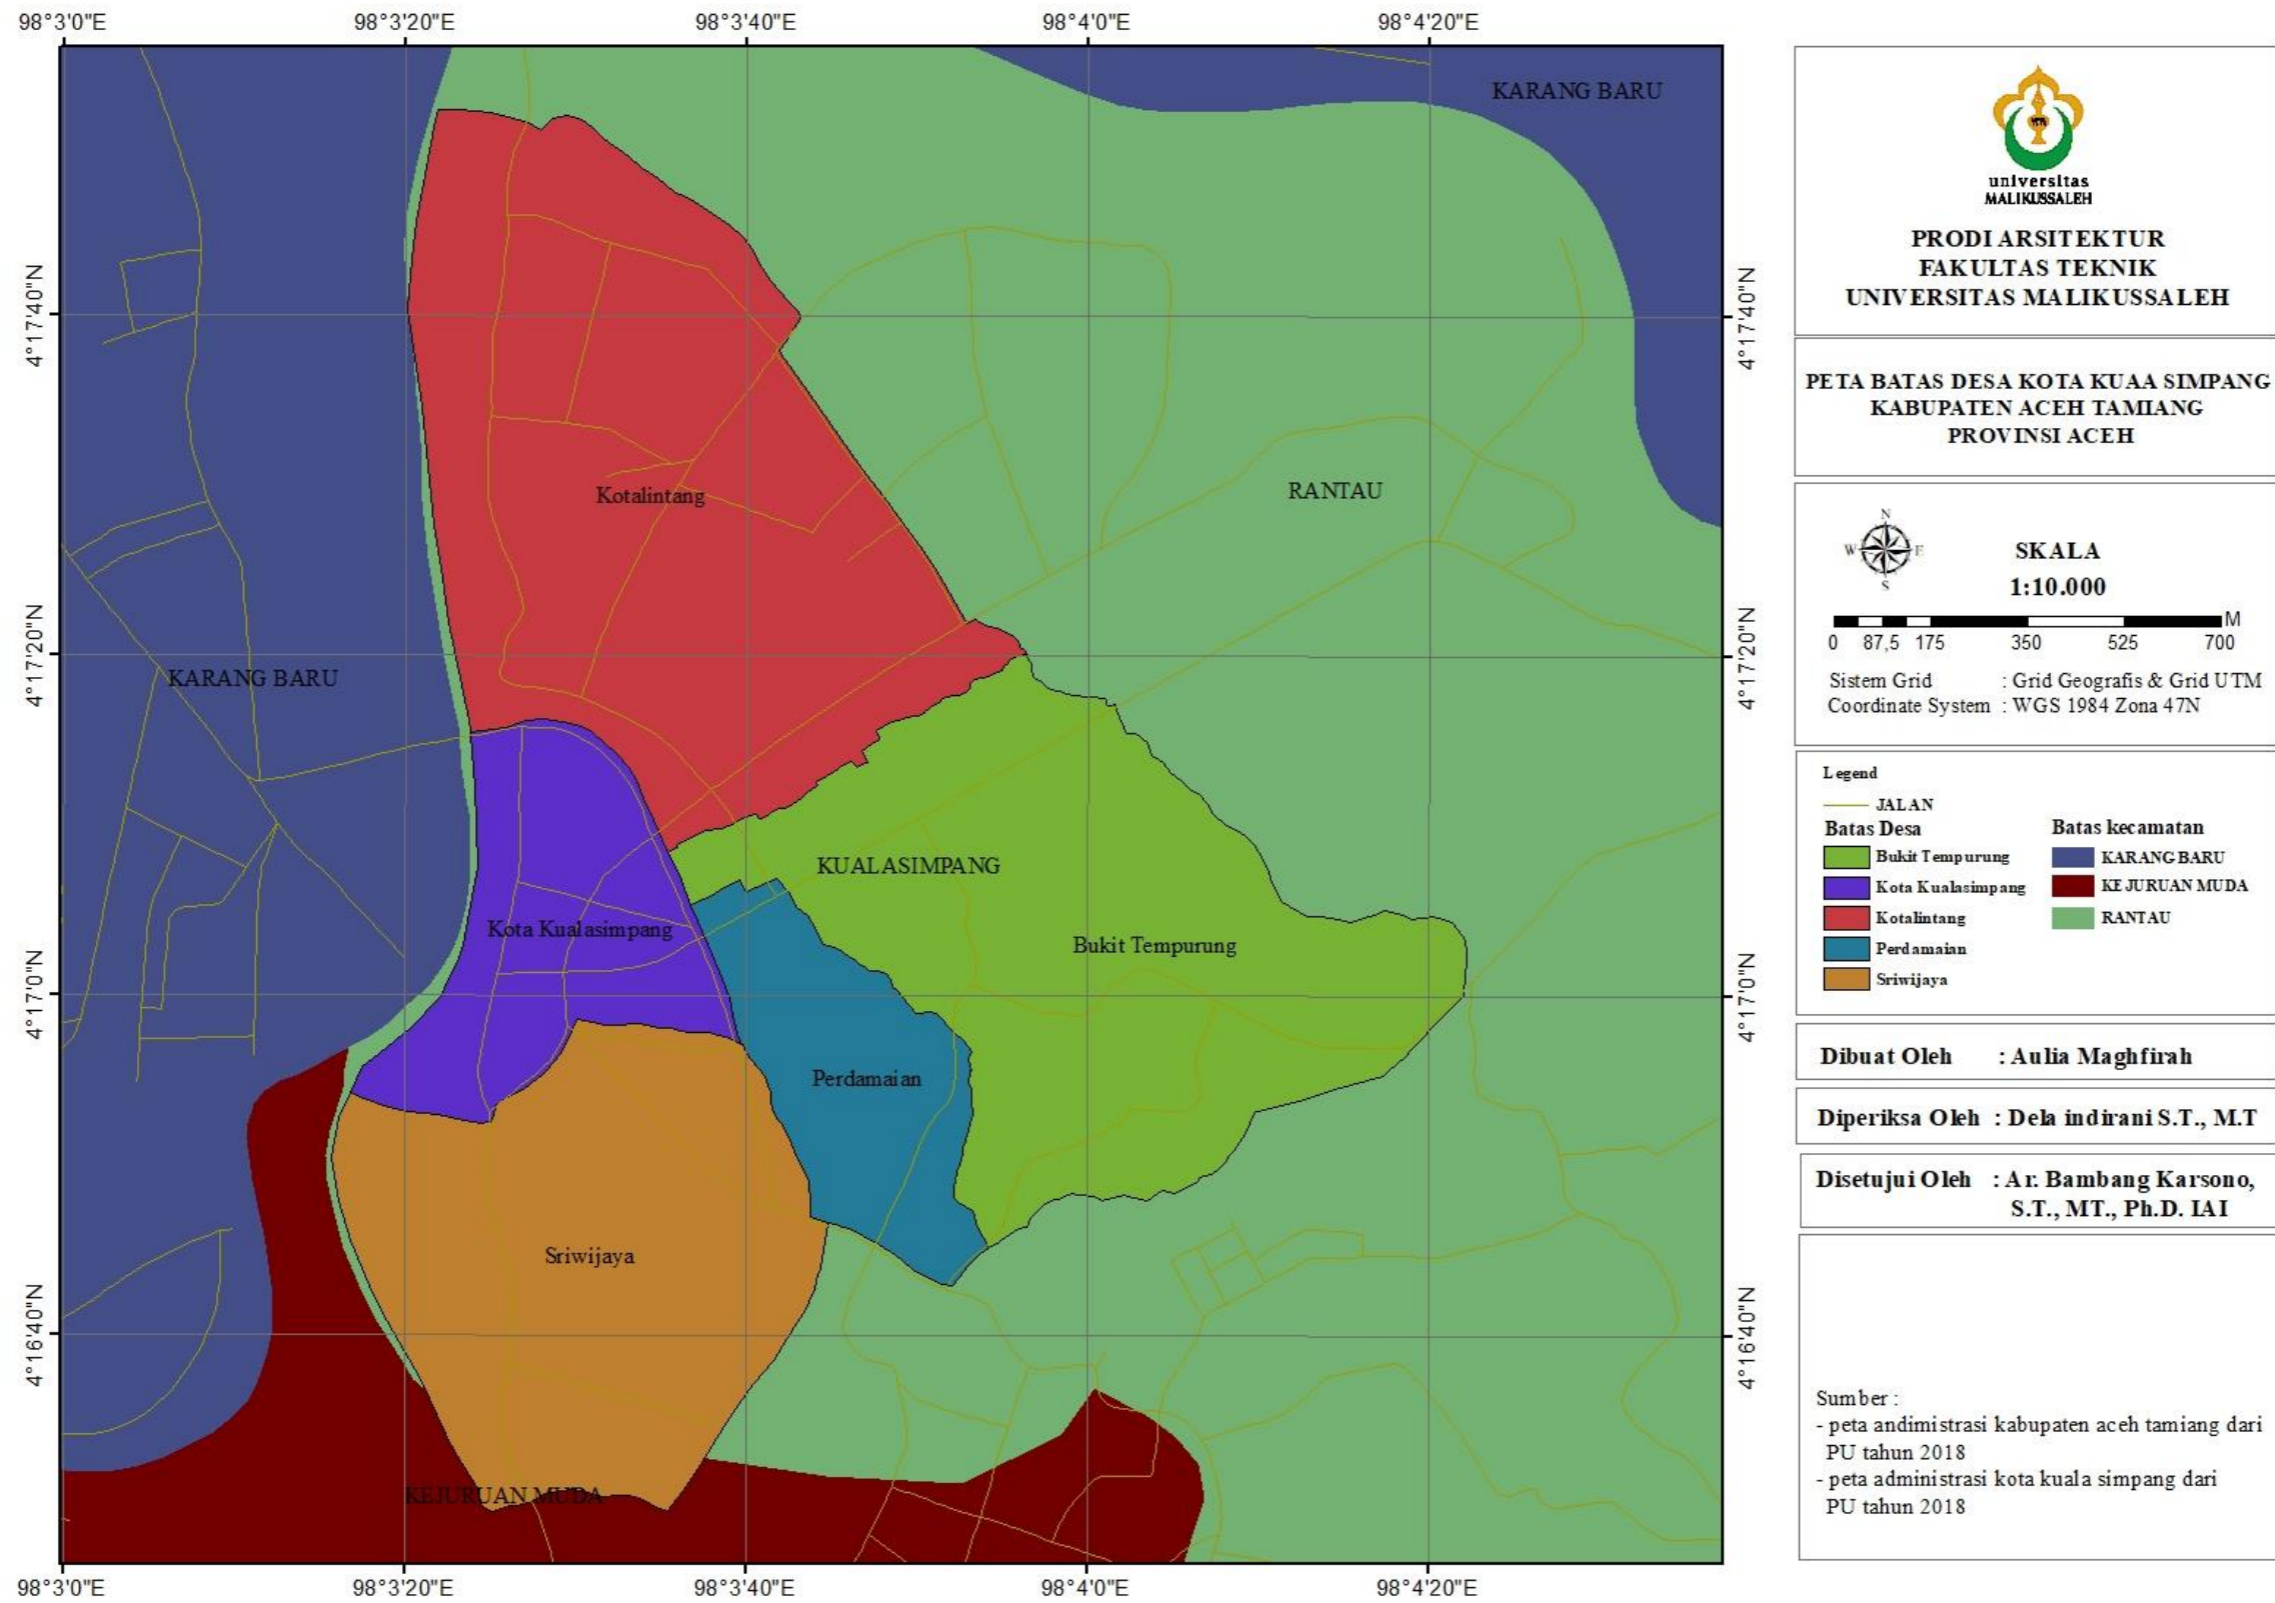 98°3'0"E 98°3'20"E 98°3'40"E 98°4'0"E 98°4'20"E
4°17'40"N
4°17'20"N
4°17'0"N
4°16'40"N
KARANG BARU
Kotalintang
RANTAU
KARANG BARU
KUALASIMPANG
Kota Kualasimpang
Bukit Tempurung
Perdamaian
Sriwijaya
KEJURUAN MUDA
4°17'40"N
4°17'20"N
4°17'0"N
4°16'40"N
98°3'0"E 98°3'20"E 98°3'40"E 98°4'0"E 98°4'20"E
universitas
MALIKUSSALEH
PRODI ARSITEKTUR
FAKULTAS TEKNIK
UNIVERSITAS MALIKUSSALEH
PETA BATAS DESA KOTA KUAA SIMPANG
KABUPATEN ACEH TAMIANG
PROVINSI ACEH
N
W E
S
SKALA
1:10.000
M
0 87,5 175 350 525 700
Sistem Grid : Grid Geografis & Grid UTM
Coordinate System : WGS 1984 Zona 47N
Legend
JALAN
Batas Desa
Bukit Tempurung
Kota Kualasimpang
Kotalintang
Perdamaian
Sriwijaya
Batas kecamatan
KARANG BARU
KEJURUAN MUDA
RANTAU
Dibuat Oleh : Aulia Maghfirah
Diperiksa Oleh : Dela indirani S.T., M.T
Disetujui Oleh : Ar. Bambang Karsono,
S.T., MT., Ph.D. IAI
Sumber :
- peta andimistrasi kabupaten aceh tamiang dari
PU tahun 2018
- peta administrasi kota kuala simpang dari
PU tahun 2018